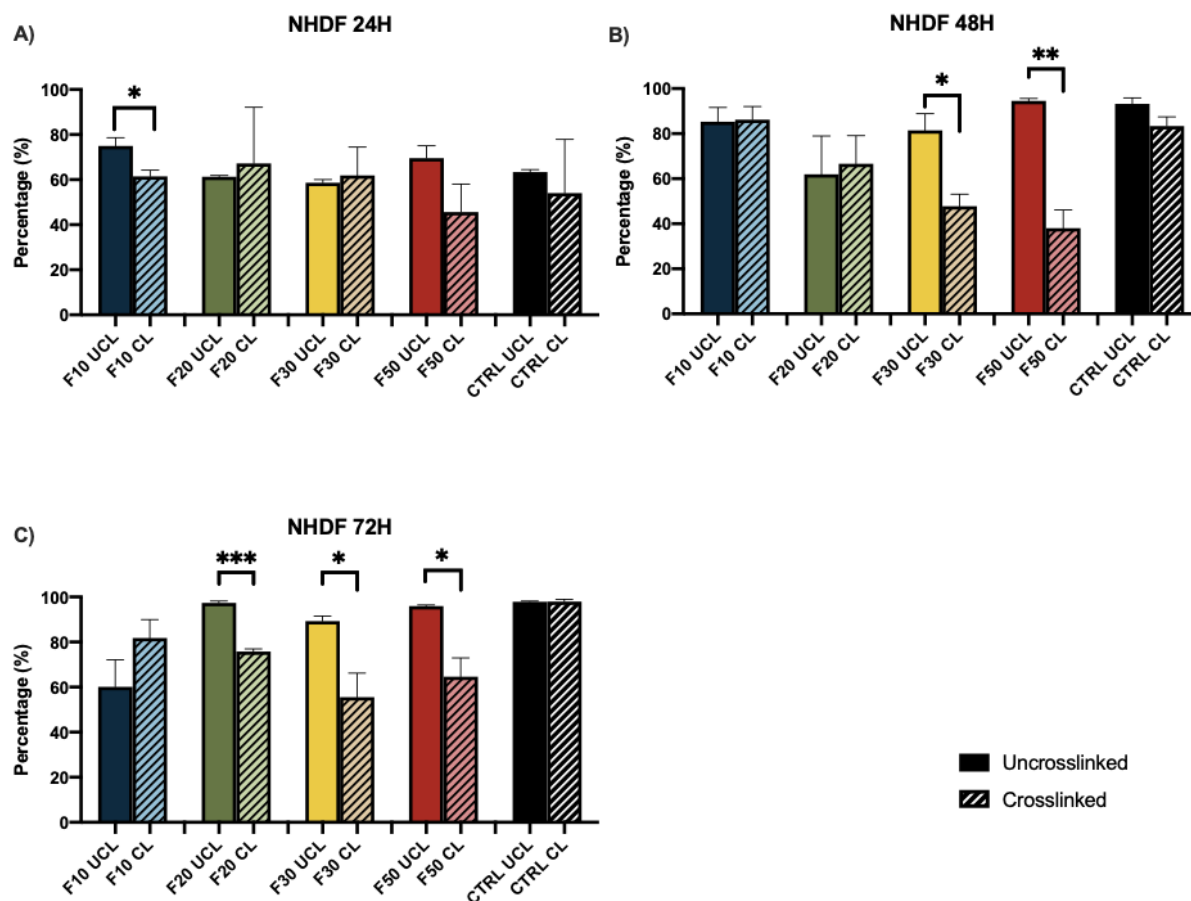 A)
NHDF 24H
*
Percentage (%)
100
80
60
40
20
0
F10 UCL
F10 CL
F20 UCL
F20 CL
F30 UCL
F30 CL
F50 UCL
F50 CL
CTRL UCL
CTRL CL
B)
NHDF 48H
*
**
Percentage (%)
100
80
60
40
20
0
F10 UCL
F10 CL
F20 UCL
F20 CL
F30 UCL
F30 CL
F50 UCL
F50 CL
CTRL UCL
CTRL CL
C)
NHDF 72H
***
*
*
Percentage (%)
100
80
60
40
20
0
F10 UCL
F10 CL
F20 UCL
F20 CL
F30 UCL
F30 CL
F50 UCL
F50 CL
CTRL UCL
CTRL CL
Uncrosslinked
Crosslinked